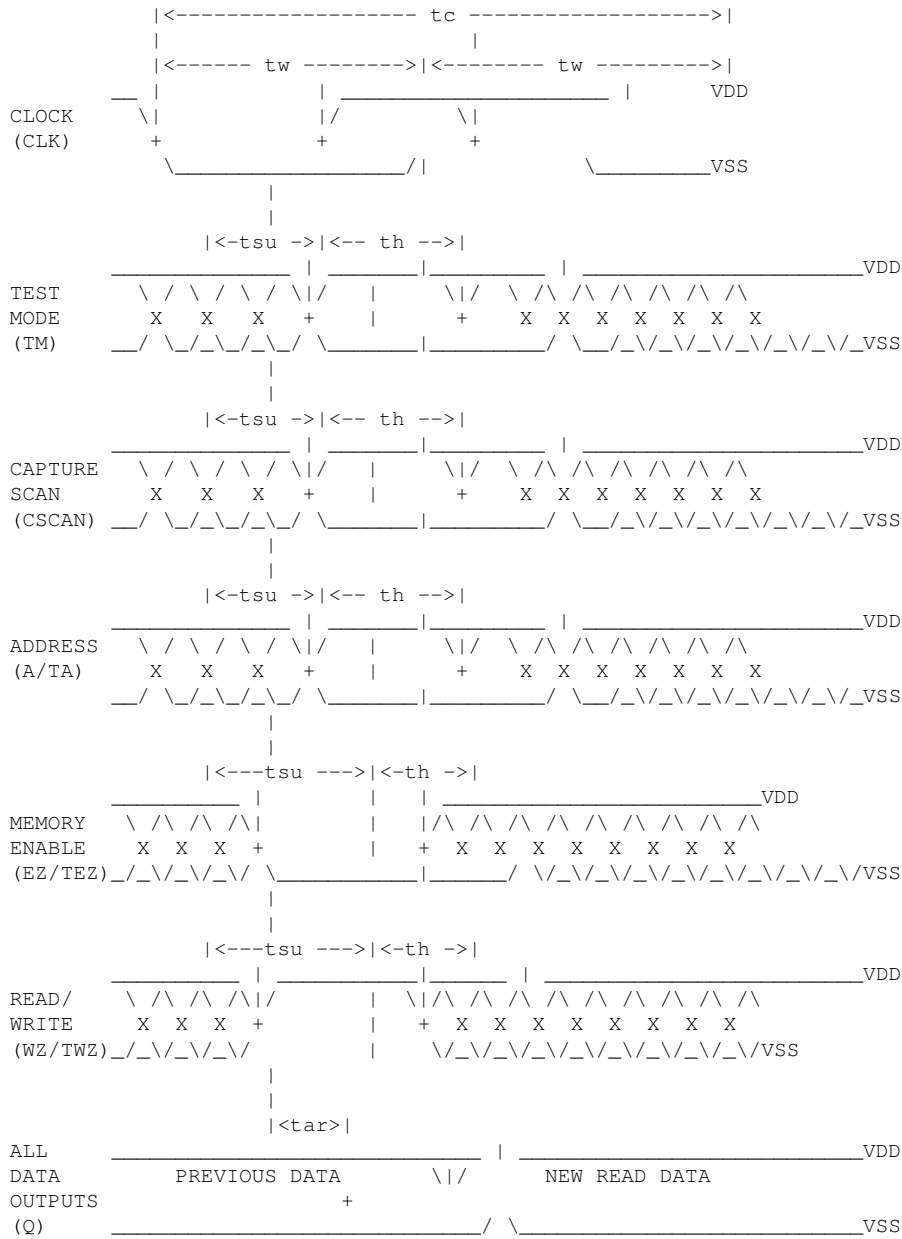 |<------------------- tc ------------------->|
|<------ tw -------->|<-------- tw --------->|
VDD
CLOCK
(CLK)
VSS
|<-tsu ->|<-- th -->|
VDD
TEST
MODE X X X + | + X X X X X X X
(TM)
VSS
|<-tsu ->|<-- th -->|
VDD
CAPTURE
SCAN X X X + | + X X X X X X X
(CSCAN)
VSS
|<-tsu ->|<-- th -->|
VDD
ADDRESS
(A/TA) X X X + | + X X X X X X X
VSS
|<---tsu --->|<-th ->|
VDD
MEMORY
ENABLE X X X + | + X X X X X X X X
(EZ/TEZ)
VSS
|<---tsu --->|<-th ->|
VDD
READ/
WRITE X X X + | + X X X X X X X X
(WZ/TWZ)
VSS
|<tar>|
ALL
VDD
DATA PREVIOUS DATA \|/ NEW READ DATA
OUTPUTS +
(Q)
VSS